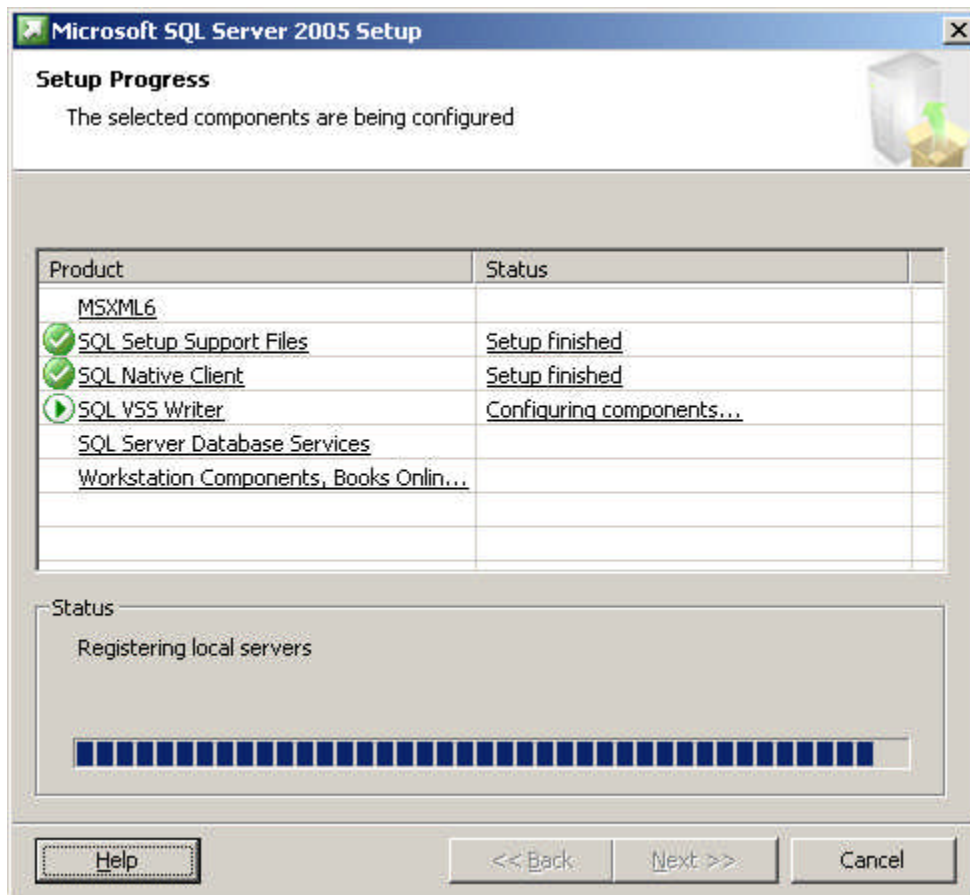 Microsoft SQL Server 2005 Setup
Setup Progress
The selected components are being configured
Product Status
MSXML6
SQL Setup Support Files Setup finished
SQL Native Client Setup finished
SQL VSS Writer Configuring components...
SQL Server Database Services
Workstation Components, Books Onlin...
Status
Registering local servers
Help << Back Next >> Cancel